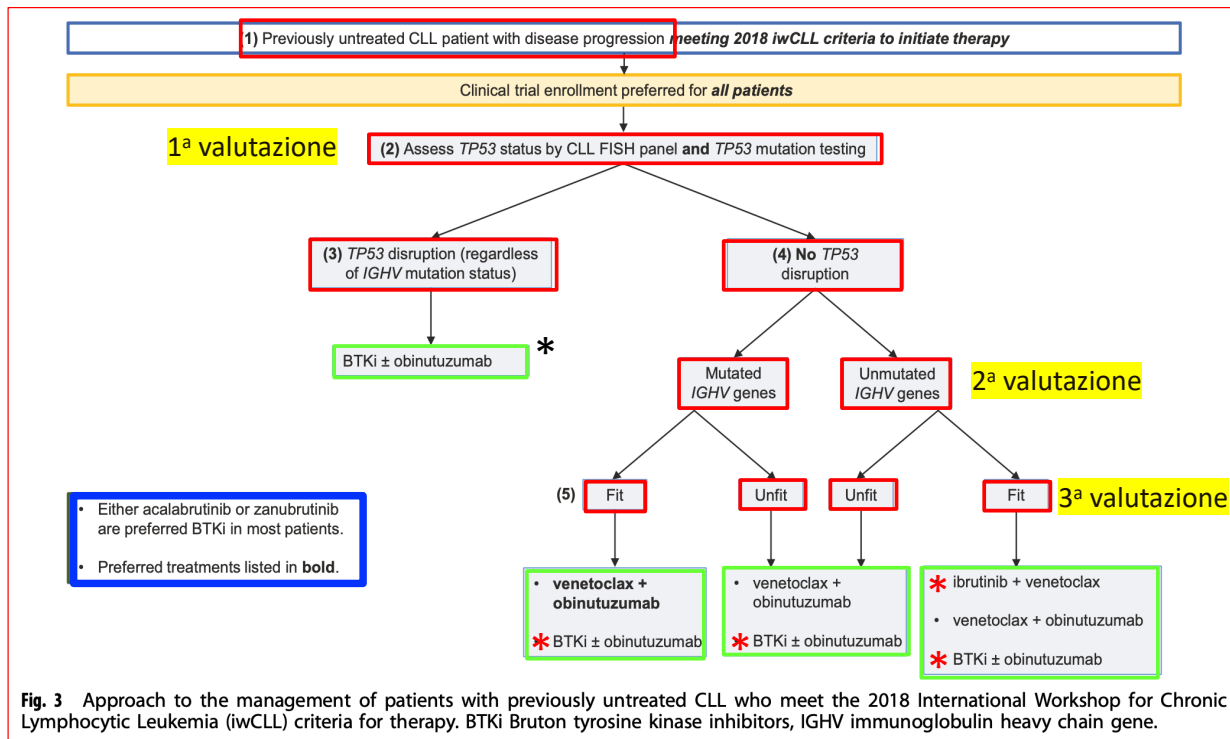 (1) Previously untreated CLL patient with disease progression meeting 2018 iwCLL criteria to initiate therapy
Clinical trial enrollment preferred for all patients
1ª valutazione
(2) Assess TP53 status by CLL FISH panel and TP53 mutation testing
(3) TP53 disruption (regardless
of IGHV mutation status)
(4) No TP53
disruption
BTKi ± obinutuzumab
*
Mutated
IGHV genes
Unmutated
IGHV genes
2ª valutazione
(5)
Fit
Unfit
Unfit
Fit
3ª valutazione
• Either acalabrutinib or zanubrutinib
are preferred BTKi in most patients.
• Preferred treatments listed in bold.
• venetoclax +
obinutuzumab
* BTKi ± obinutuzumab
• venetoclax +
obinutuzumab
* BTKi ± obinutuzumab
* ibrutinib + venetoclax
• venetoclax + obinutuzumab
* BTKi ± obinutuzumab
Fig. 3 Approach to the management of patients with previously untreated CLL who meet the 2018 International Workshop for Chronic
Lymphocytic Leukemia (iwCLL) criteria for therapy. BTKi Bruton tyrosine kinase inhibitors, IGHV immunoglobulin heavy chain gene.